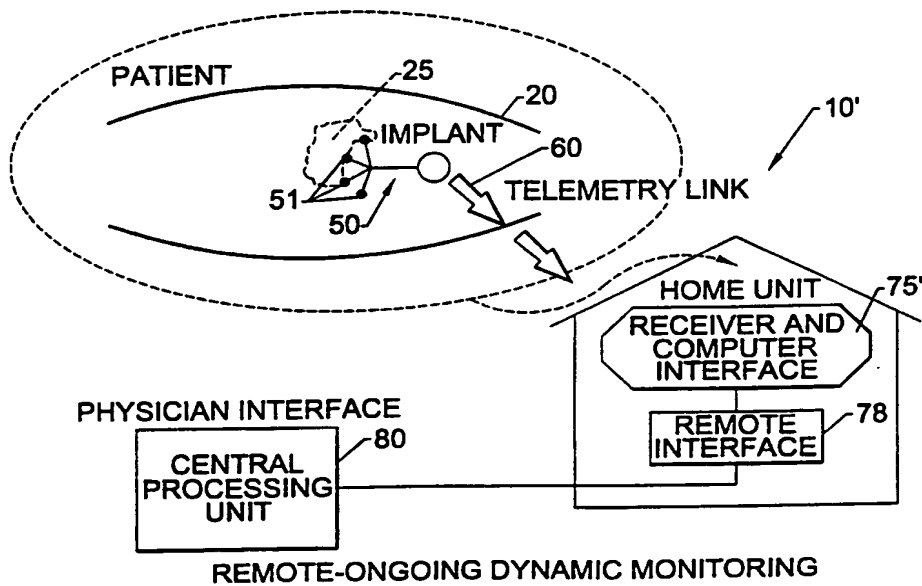 PATIENT
25
20
10'
IMPLANT
60
TELEMETRY LINK
51
50
HOME UNIT
75'
RECEIVER AND
COMPUTER
INTERFACE
PHYSICIAN INTERFACE
80
REMOTE
INTERFACE
78
CENTRAL
PROCESSING
UNIT
REMOTE-ONGOING DYNAMIC MONITORING